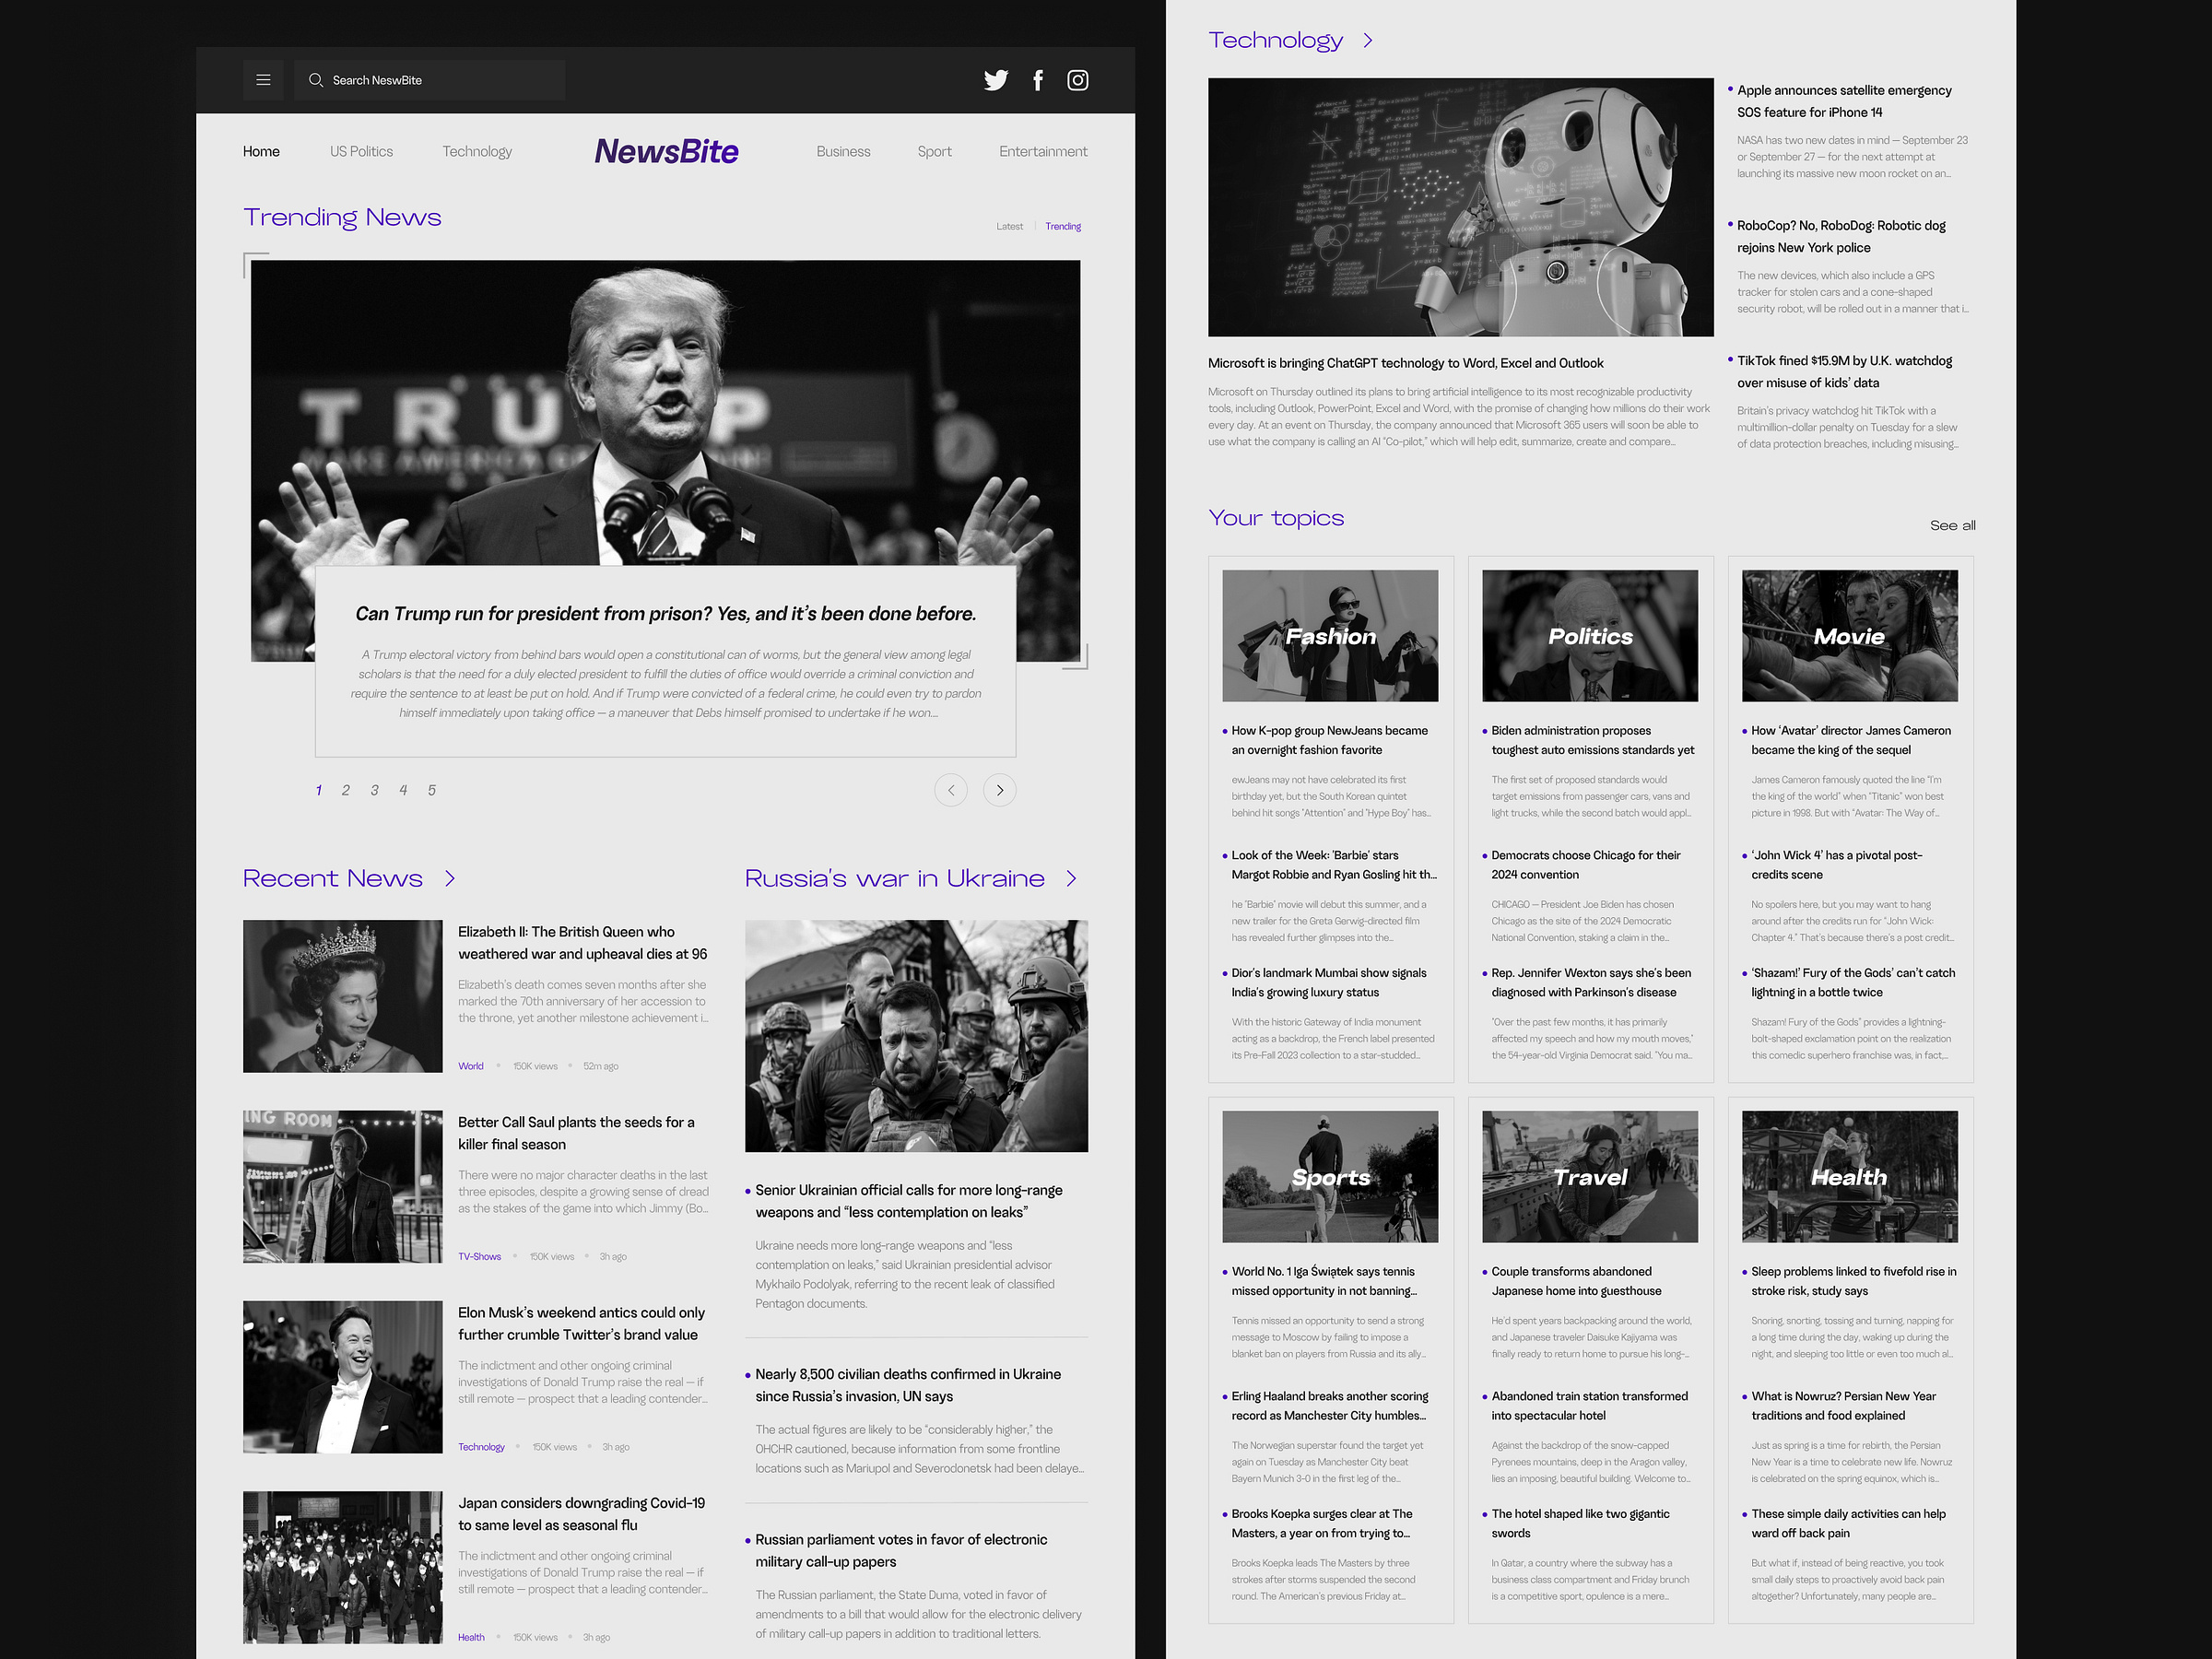 Search NeswBite
Home
US Politics
Technology
NewsBite
Business
Sport
Entertainment
Trending News
Latest
Trending
TRUMP
Can Trump run for president from prison? Yes, and it's been done before.
A Trump electoral victory from behind bars would open a constitutional can of worms, but the general view among legal
scholars is that the need for a duly elected president to fulfill the duties of office would override a criminal conviction and
require the sentence to at least be put on hold. And if Trump were convicted of a federal crime, he could even try to pardon
himself immediately upon taking office — a maneuver that Debs himself promised to undertake if he won....
1 2 3 4 5
Recent News
Elizabeth II: The British Queen who
weathered war and upheaval dies at 96
Elizabeth's death comes seven months after she
marked the 70th anniversary of her accession to
the throne, yet another milestone achievement i...
World • 150K views • 52m ago
ING ROOM
Better Call Saul plants the seeds for a
killer final season
There were no major character deaths in the last
three episodes, despite a growing sense of dread
as the stakes of the game into which Jimmy (Bo...
TV-Shows • 150K views • 3h ago
Elon Musk's weekend antics could only
further crumble Twitter's brand value
The indictment and other ongoing criminal
investigations of Donald Trump raise the real — if
still remote — prospect that a leading contender...
Technology • 150K views • 3h ago
Japan considers downgrading Covid-19
to same level as seasonal flu
The indictment and other ongoing criminal
investigations of Donald Trump raise the real — if
still remote — prospect that a leading contender...
Health • 150K views • 3h ago
Russia's war in Ukraine
Senior Ukrainian official calls for more long-range
weapons and “less contemplation on leaks”
Ukraine needs more long-range weapons and “less
contemplation on leaks,” said Ukrainian presidential advisor
Mykhailo Podolyak, referring to the recent leak of classified
Pentagon documents.
Nearly 8,500 civilian deaths confirmed in Ukraine
since Russia's invasion, UN says
The actual figures are likely to be “considerably higher,” the
OHCHR cautioned, because information from some frontline
locations such as Mariupol and Severodonetsk had been delaye...
Russian parliament votes in favor of electronic
military call-up papers
The Russian parliament, the State Duma, voted in favor of
amendments to a bill that would allow for the electronic delivery
of military call-up papers in addition to traditional letters.
Technology
Microsoft is bringing ChatGPT technology to Word, Excel and Outlook
Microsoft on Thursday outlined its plans to bring artificial intelligence to its most recognizable productivity
tools, including Outlook, PowerPoint, Excel and Word, with the promise of changing how millions do their work
every day. At an event on Thursday, the company announced that Microsoft 365 users will soon be able to
use what the company is calling an AI “Co-pilot,” which will help edit, summarize, create and compare...
Apple announces satellite emergency
SOS feature for iPhone 14
NASA has two new dates in mind — September 23
or September 27 — for the next attempt at
launching its massive new moon rocket on an...
RoboCop? No, RoboDog: Robotic dog
rejoins New York police
The new devices, which also include a GPS
tracker for stolen cars and a cone-shaped
security robot, will be rolled out in a manner that i...
TikTok fined $15.9M by U.K. watchdog
over misuse of kids' data
Britain's privacy watchdog hit TikTok with a
multimillion-dollar penalty on Tuesday for a slew
of data protection breaches, including misusing...
Your topics
See all
Fashion
How K-pop group NewJeans became
an overnight fashion favorite
ewJeans may not have celebrated its first
birthday yet, but the South Korean quintet
behind hit songs “Attention” and “Hype Boy” has...
Look of the Week: 'Barbie' stars
Margot Robbie and Ryan Gosling hit th...
he “Barbie” movie will debut this summer, and a
new trailer for the Greta Gerwig-directed film
has revealed further glimpses into the...
Dior's landmark Mumbai show signals
India's growing luxury status
With the historic Gateway of India monument
acting as a backdrop, the French label presented
its Pre-Fall 2023 collection to a star-studded...
Politics
Biden administration proposes
toughest auto emissions standards yet
The first set of proposed standards would
target emissions from passenger cars, vans and
light trucks, while the second batch would appl...
Democrats choose Chicago for their
2024 convention
CHICAGO — President Joe Biden has chosen
Chicago as the site of the 2024 Democratic
National Convention, staking a claim in the...
Rep. Jennifer Wexton says she's been
diagnosed with Parkinson's disease
“Over the past few months, it has primarily
affected my speech and how my mouth moves,”
the 54-year-old Virginia Democrat said. “You ma...
Movie
How ‘Avatar’ director James Cameron
became the king of the sequel
James Cameron famously quoted the line “I'm
the king of the world” when “Titanic” won best
picture in 1998. But with “Avatar: The Way of...
‘John Wick 4’ has a pivotal post-
credits scene
No spoilers here, but you may want to hang
around after the credits run for “John Wick:
Chapter 4.” That's because there's a post credit...
‘Shazam!’ Fury of the Gods’ can't catch
lightning in a bottle twice
Shazam! Fury of the Gods” provides a lightning-
bolt-shaped exclamation point on the realization
this comedic superhero franchise was, in fact,...
Sports
World No. 1 Iga Świątek says tennis
missed opportunity in not banning...
Tennis missed an opportunity to send a strong
message to Moscow by failing to impose a
blanket ban on players from Russia and its ally...
Erling Haaland breaks another scoring
record as Manchester City humbles...
The Norwegian superstar found the target yet
again on Tuesday as Manchester City beat
Bayern Munich 3-0 in the first leg of the...
Brooks Koepka surges clear at The
Masters, a year on from trying to...
Brooks Koepka leads The Masters by three
strokes after storms suspended the second
round. The American's previous Friday at...
Travel
Couple transforms abandoned
Japanese home into guesthouse
He'd spent years backpacking around the world,
and Japanese traveler Daisuke Kajiyama was
finally ready to return home to pursue his long-...
Abandoned train station transformed
into spectacular hotel
Against the backdrop of the snow-capped
Pyrenees mountains, deep in the Aragon valley,
lies an imposing, beautiful building. Welcome to...
The hotel shaped like two gigantic
swords
In Qatar, a country where the subway has a
business class compartment and Friday brunch
is a competitive sport, opulence is a mere...
Health
Sleep problems linked to fivefold rise in
stroke risk, study says
Snoring, snorting, tossing and turning, napping for
a long time during the day, waking up during the
night, and sleeping too little or even too much al...
What is Nowruz? Persian New Year
traditions and food explained
Just as spring is a time for rebirth, the Persian
New Year is a time to celebrate new life. Nowruz
is celebrated on the spring equinox, which is...
These simple daily activities can help
ward off back pain
But what if, instead of being reactive, you took
small daily steps to proactively avoid back pain
altogether? Unfortunately, many people are...